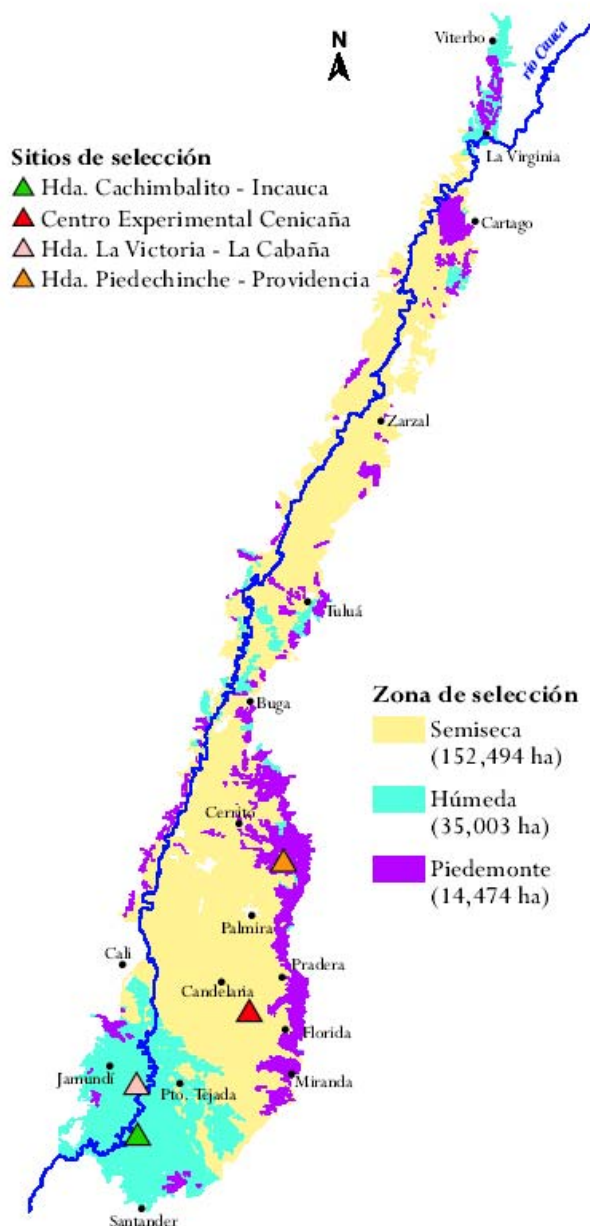 Viterbo
N
río Cauca
La Virginia
Sitios de selección
Hda. Cachimbalito - Incauca
Centro Experimental Cenicaña
Hda. La Victoria - La Cabaña
Hda. Piedechinche - Providencia
Cartago
Zarzal
Tuluá
Buga
Zona de selección
Semiseca
(152,494 ha)
Húmeda
(35,003 ha)
Piedemonte
(14,474 ha)
Cerrito
Palmira
Cali
Pradera
Candelaria
Florida
Jamundí
Pto. Tejada
Miranda
Santander